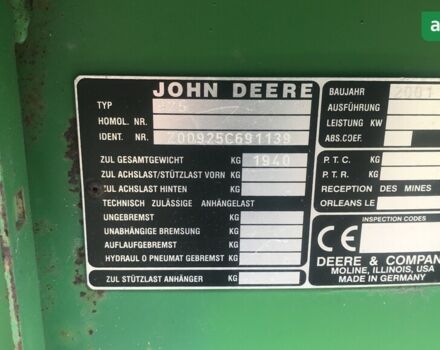 a
JOHN DEERE
TYP 925
HOMOL. NR.
IDENT. NR. Z00925C691139
ZUL GESAMTGEWICHT KG 1940
ZUL ACHSLAST/STÜTZLAST VORN KG
ZUL ACHSLAST HINTEN KG
TECHNISCH ZULÄSSIGE ANHÄNGELAST
UNGEBREMST KG
UNABHÄNGIGE BREMSUNG KG
AUFLAUFGEBREMST KG
HYDRAUL O PNEUMAT GEBREMST KG
ZUL STÜTZLAST ANHÄNGER KG
BAUJAHR 2001
AUSFÜHRUNG
LEISTUNG KW
ABS.COEF.
P. T. C. KG
P. T. R. KG
RECEPTION DES MINES
ORLEANS LE
INSPECTION CODES
CE
DEERE & COMPAN
MOLINE, ILLINOIS, USA
MADE IN GERMANY